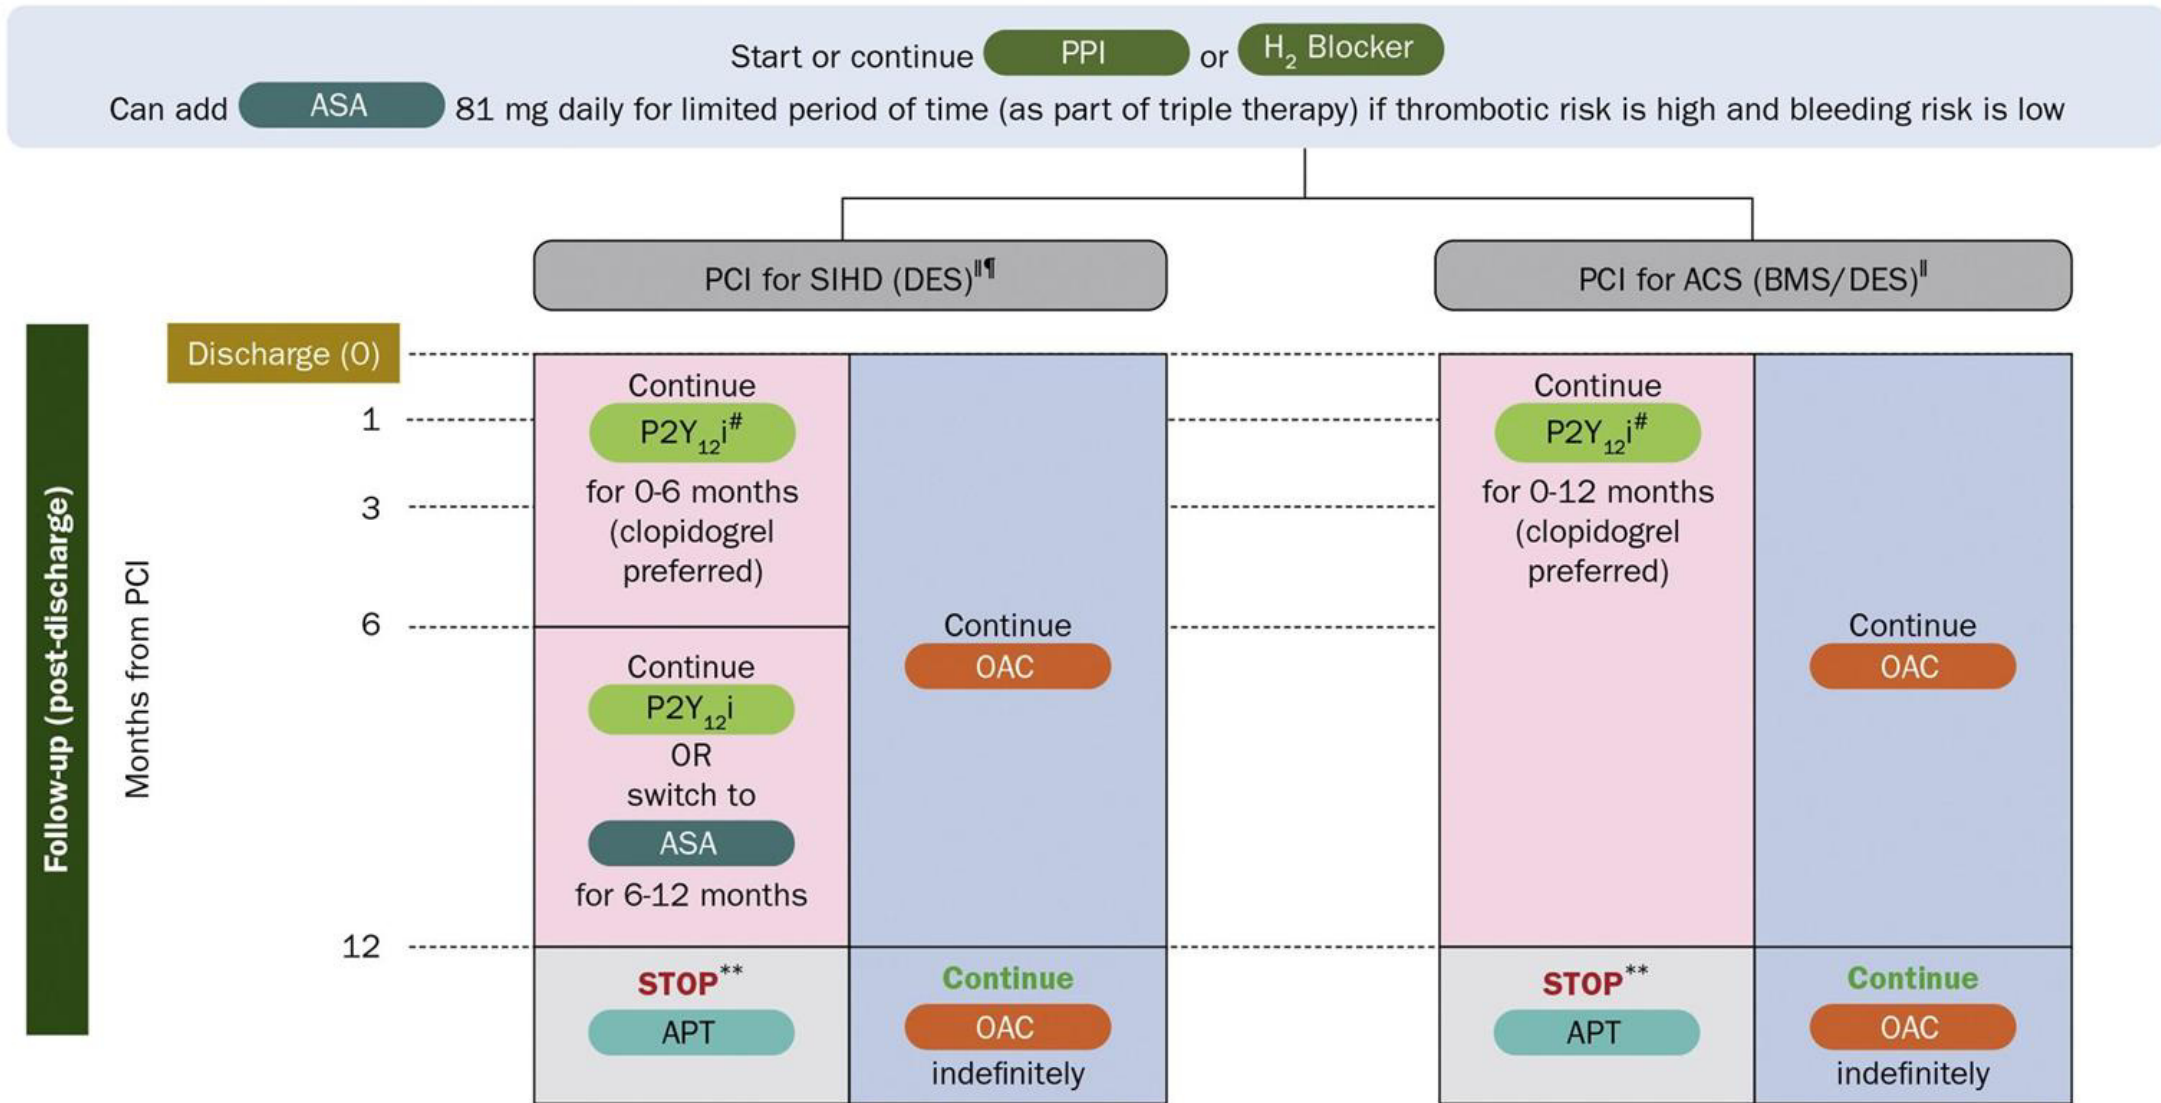 Start or continue PPI or H₂ Blocker
Can add ASA 81 mg daily for limited period of time (as part of triple therapy) if thrombotic risk is high and bleeding risk is low
PCI for SIHD (DES)‖¶
PCI for ACS (BMS/DES)‖
Follow-up (post-discharge)
Months from PCI
Discharge (0)
1
3
6
12
Continue
P2Y₁₂i#
for 0-6 months
(clopidogrel
preferred)
Continue
P2Y₁₂i
OR
switch to
ASA
for 6-12 months
STOP**
APT
Continue
OAC
Continue
OAC
indefinitely
Continue
P2Y₁₂i#
for 0-12 months
(clopidogrel
preferred)
STOP**
APT
Continue
OAC
Continue
OAC
indefinitely